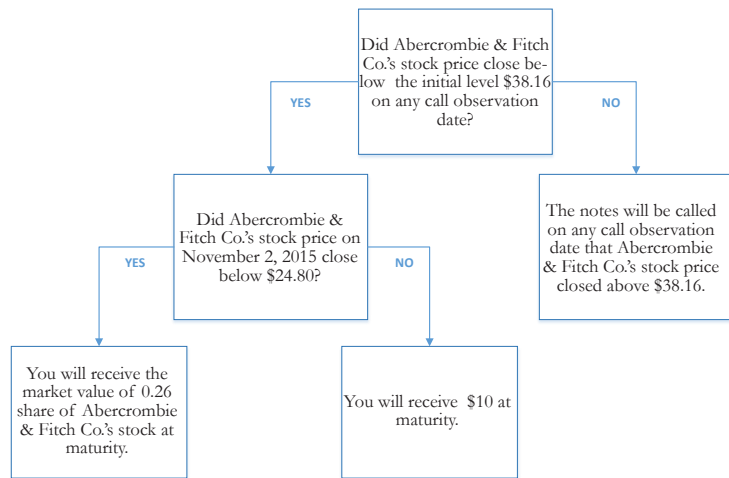 Did Abercrombie & Fitch
Co.'s stock price close be-
low the initial level $38.16
on any call observation
date?
YES
NO
Did Abercrombie &
Fitch Co.'s stock price on
November 2, 2015 close
below $24.80?
The notes will be called
on any call observation
date that Abercrombie
& Fitch Co.'s stock price
closed above $38.16.
YES
NO
You will receive the
market value of 0.26
share of Abercrombie
& Fitch Co.'s stock at
maturity.
You will receive $10 at
maturity.